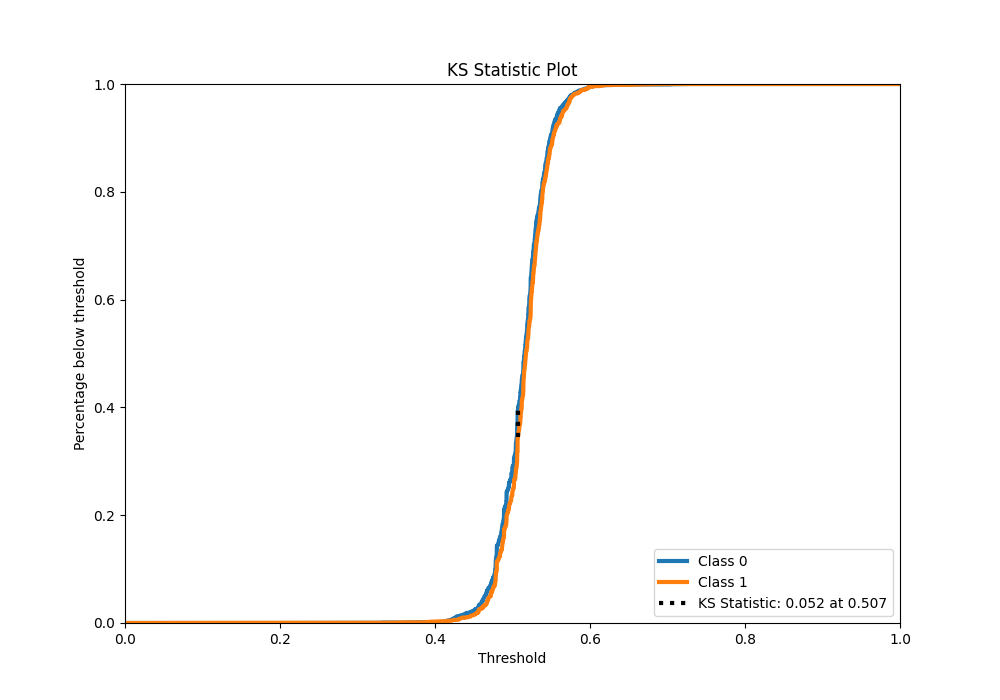 KS Statistic Plot
1.0
0.8
0.6
0.4
0.2
0.0
Percentage below threshold
0.0 0.2 0.4 0.6 0.8 1.0
Threshold
Class 0
Class 1
KS Statistic: 0.052 at 0.507